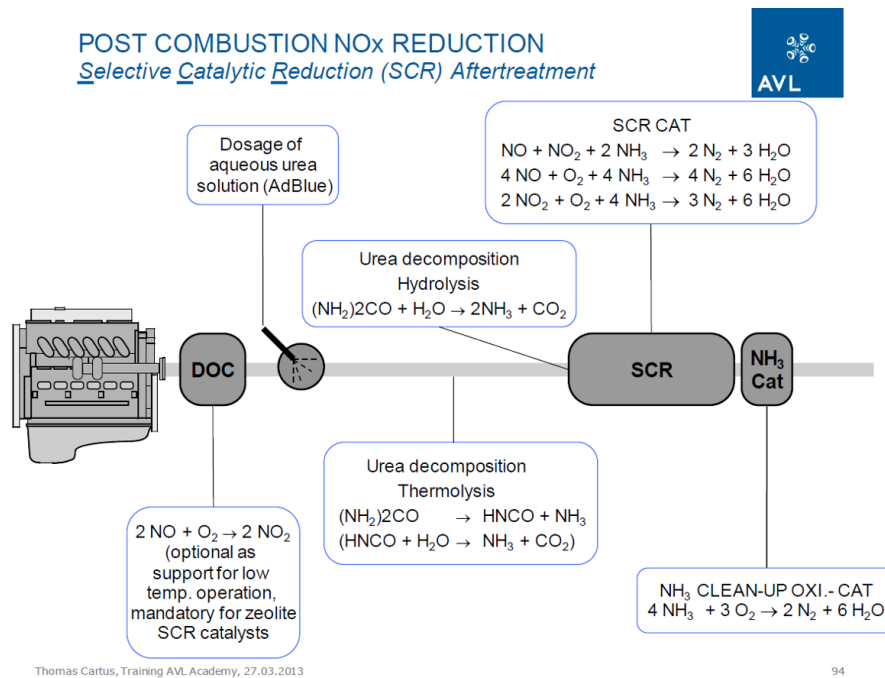 POST COMBUSTION NOx REDUCTION
Selective Catalytic Reduction (SCR) Aftertreatment
AVL
Dosage of
aqueous urea
solution (AdBlue)
SCR CAT
NO + NO₂ + 2 NH₃ → 2 N₂ + 3 H₂O
4 NO + O₂ + 4 NH₃ → 4 N₂ + 6 H₂O
2 NO₂ + O₂ + 4 NH₃ → 3 N₂ + 6 H₂O
Urea decomposition
Hydrolysis
(NH₂)2CO + H₂O → 2NH₃ + CO₂
DOC
SCR
NH₃
Cat
Urea decomposition
Thermolysis
(NH₂)2CO → HNCO + NH₃
(HNCO + H₂O → NH₃ + CO₂)
2 NO + O₂ → 2 NO₂
(optional as
support for low
temp. operation,
mandatory for zeolite
SCR catalysts
NH₃ CLEAN-UP OXI.- CAT
4 NH₃ + 3 O₂ → 2 N₂ + 6 H₂O
Thomas Cartus, Training AVL Academy, 27.03.2013
94